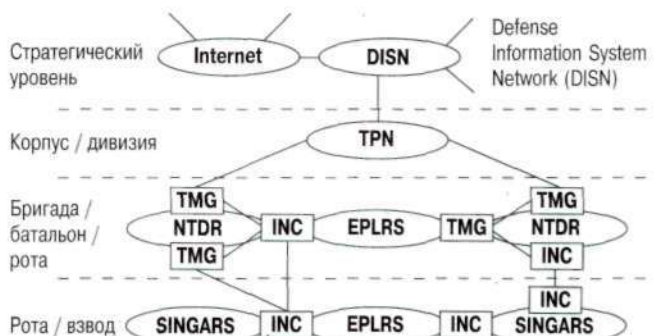 Стратегический уровень
Internet
DISN
Defense
Information System
Network (DISN)
Корпус / дивизия
TPN
Бригада /
батальон /
рота
TMG
NTDR
TMG
INC
EPLRS
TMG
TMG
NTDR
INC
Рота / взвод
SINGARS
INC
EPLRS
INC
INC
SINGARS